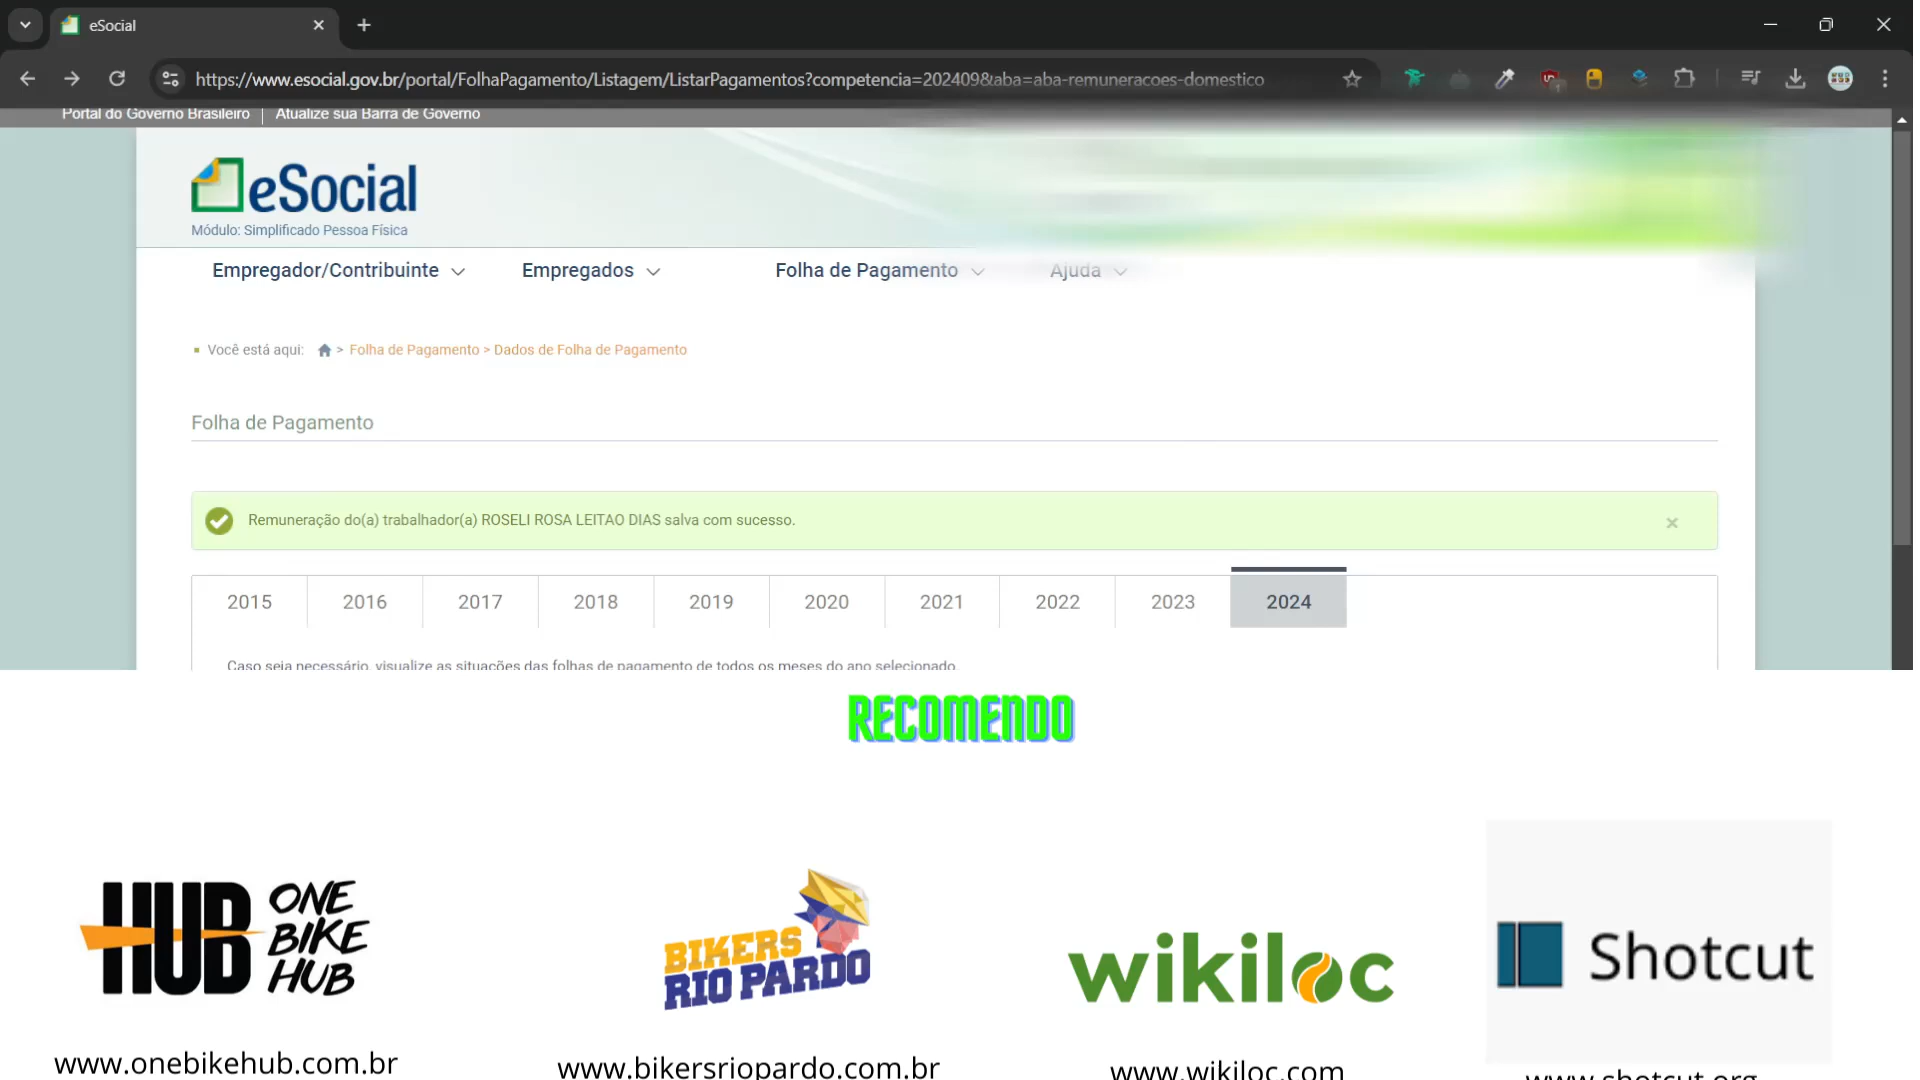 eSocial
https://www.esocial.gov.br/portal/FolhaPagamento/Listagem/ListarPagamentos?competencia=202409&aba=aba-remuneracoes-domestico
Portal do Governo Brasileiro | Atualize sua Barra de Governo
eSocial
Módulo: Simplificado Pessoa Física
Empregador/Contribuinte Empregados Folha de Pagamento Ajuda
Você está aqui: > Folha de Pagamento > Dados de Folha de Pagamento
Folha de Pagamento
Remuneração do(a) trabalhador(a) ROSELI ROSA LEITAO DIAS salva com sucesso.
2015 2016 2017 2018 2019 2020 2021 2022 2023 2024
Caso seja necessário, visualize as situações das folhas de pagamento de todos os meses do ano selecionado.
RECOMENDO
HUB ONE BIKE HUB
BIKERS RIO PARDO
wikiloc
Shotcut
www.onebikehub.com.br
www.bikersriopardo.com.br
www.wikiloc.com
www.shotcut.org